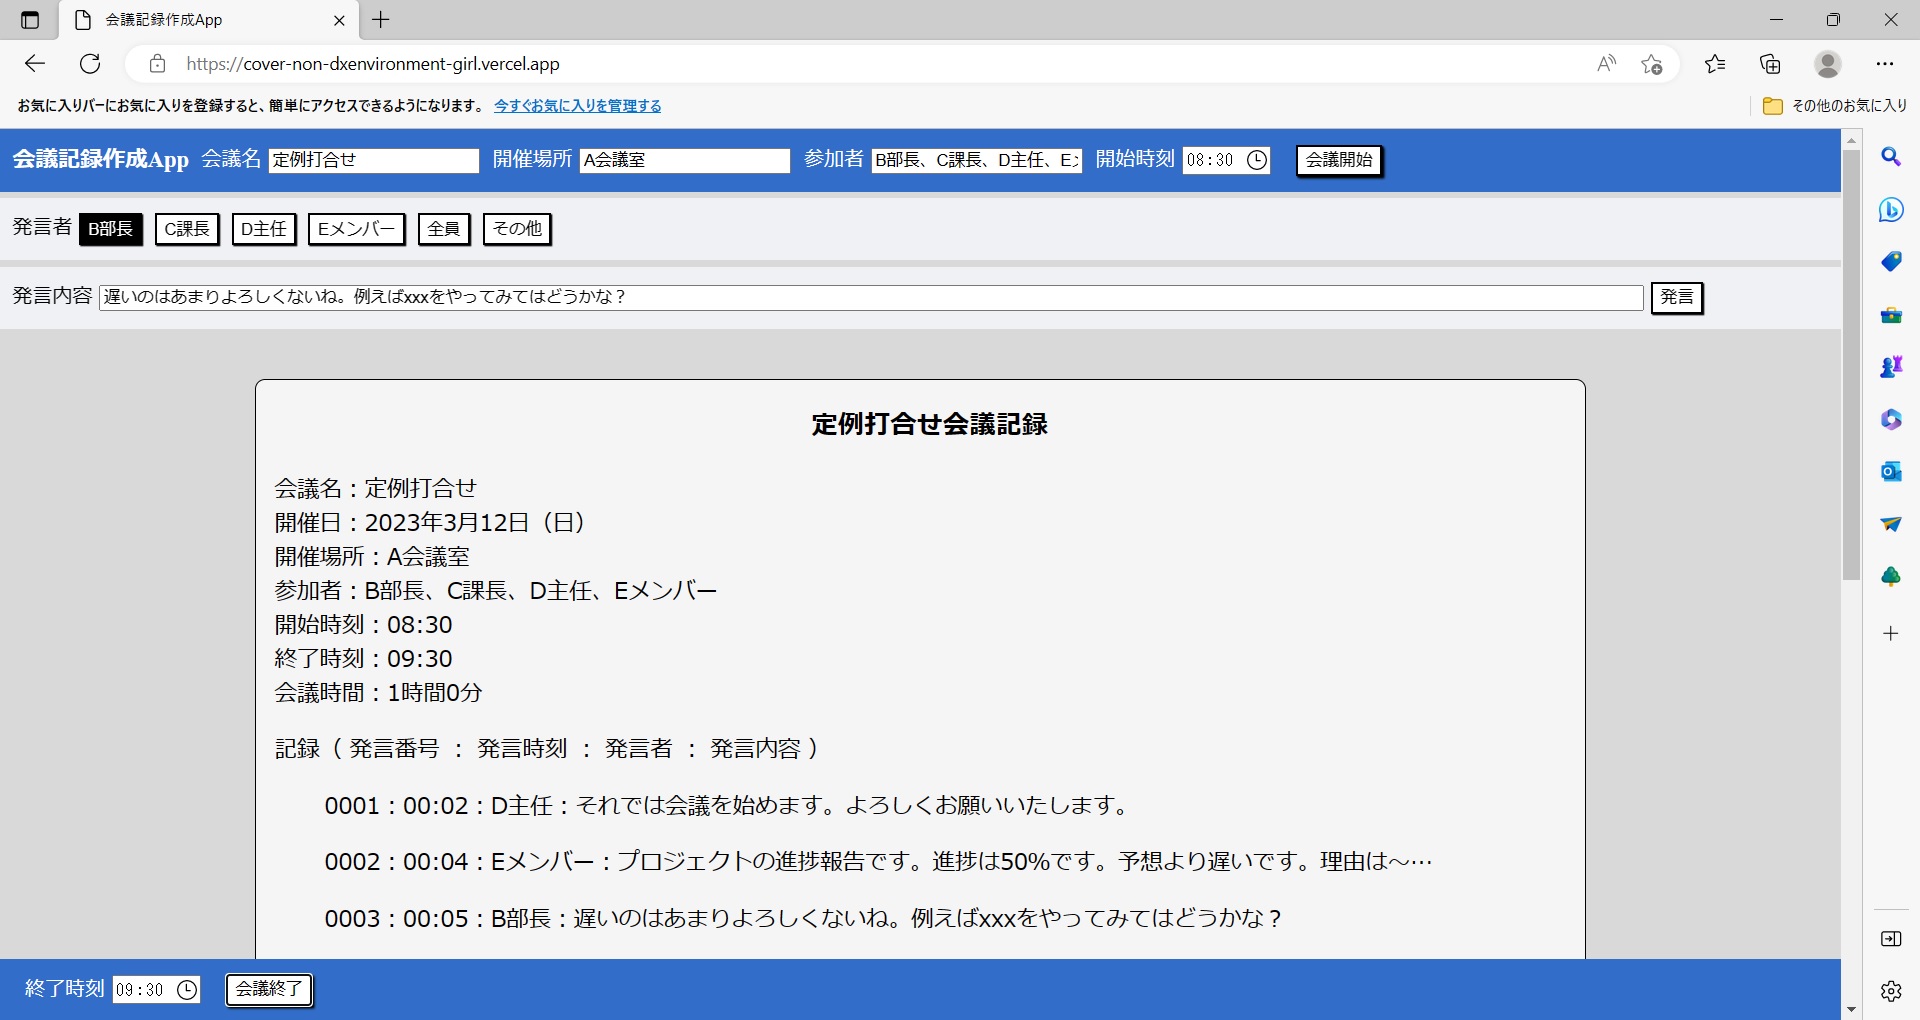 会議記録作成App
https://cover-non-dxenvironment-girl.vercel.app
お気に入りバーにお気に入りを登録すると、簡単にアクセスできるようになります。 今すぐお気に入りを管理する その他のお気に入り
会議記録作成App 会議名 定例打合せ 開催場所 A会議室 参加者 B部長、C課長、D主任、E 開始時刻 08:30 会議開始
発言者 B部長 C課長 D主任 Eメンバー 全員 その他
発言内容 遅いのはあまりよろしくないね。例えばxxxをやってみてはどうかな？ 発言
定例打合せ会議記録
会議名：定例打合せ
開催日：2023年3月12日（日）
開催場所：A会議室
参加者：B部長、C課長、D主任、Eメンバー
開始時刻：08:30
終了時刻：09:30
会議時間：1時間0分
記録（ 発言番号 ： 発言時刻 ： 発言者 ： 発言内容 ）
0001：00:02：D主任：それでは会議を始めます。よろしくお願いいたします。
0002：00:04：Eメンバー：プロジェクトの進捗報告です。進捗は50%です。予想より遅いです。理由は～…
0003：00:05：B部長：遅いのはあまりよろしくないね。例えばxxxをやってみてはどうかな？
終了時刻 09:30 会議終了